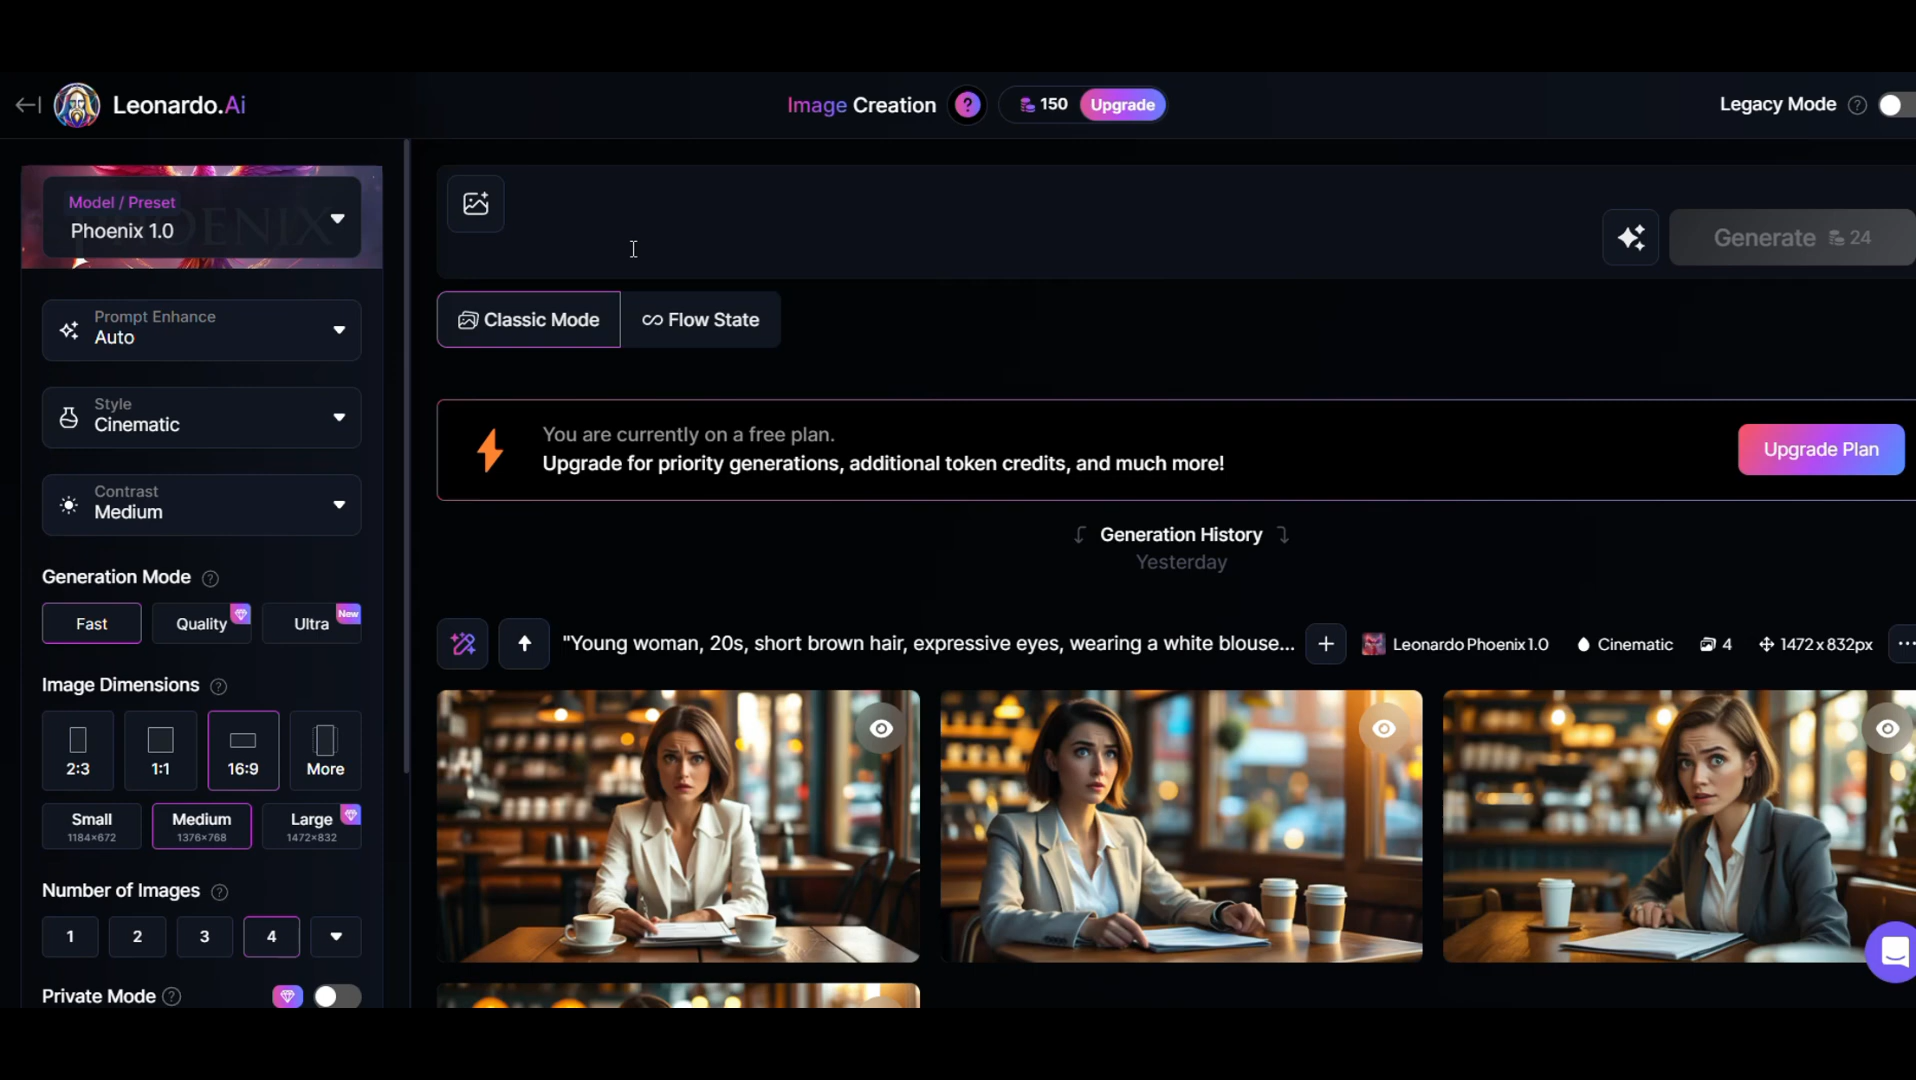 Leonardo.Ai
Image Creation ? 150 Upgrade
Legacy Mode ?
Model / Preset
Phoenix 1.0
Generate 24
Prompt Enhance
Auto
Classic Mode
Flow State
Style
Cinematic
You are currently on a free plan.
Upgrade for priority generations, additional token credits, and much more!
Upgrade Plan
Contrast
Medium
Generation History
Yesterday
Generation Mode ?
Fast
Quality
Ultra
New
"Young woman, 20s, short brown hair, expressive eyes, wearing a white blouse...
Leonardo Phoenix 1.0
Cinematic
4
1472 x 832px
Image Dimensions ?
2:3
1:1
16:9
More
Small
1184×672
Medium
1376×768
Large
1472×832
Number of Images ?
1
2
3
4
Private Mode ?